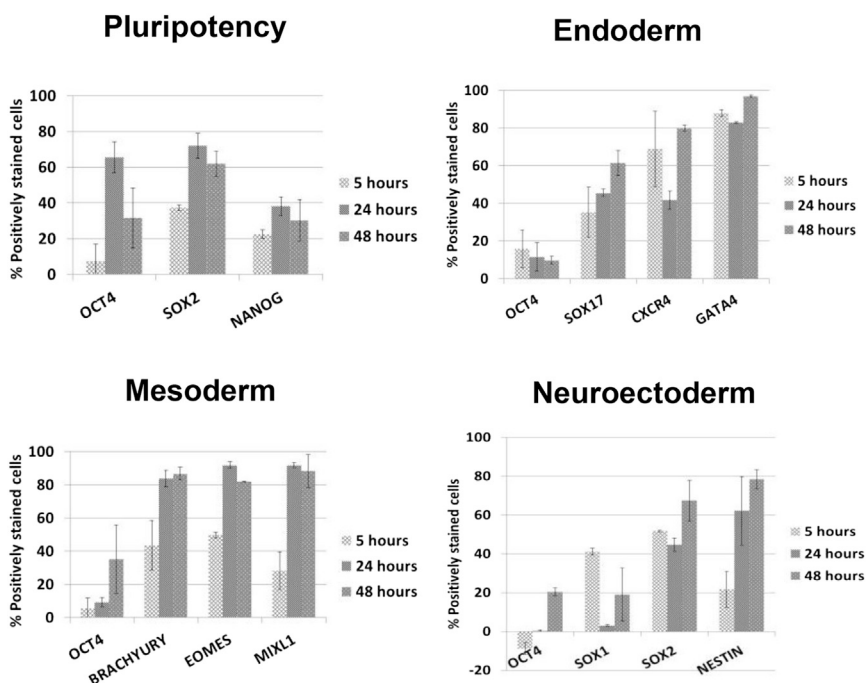 Pluripotency
% Positively stained cells
100
80
60
40
20
0
OCT4
SOX2
NANOG
5 hours
24 hours
48 hours
Endoderm
% Positively stained cells
100
80
60
40
20
0
OCT4
SOX17
CXCR4
GATA4
5 hours
24 hours
48 hours
Mesoderm
% Positively stained cells
100
80
60
40
20
0
OCT4
BRACHYURY
EOMES
MIXL1
5 hours
24 hours
48 hours
Neuroectoderm
% Positively stained cells
100
80
60
40
20
0
-20
OCT4
SOX1
SOX2
NESTIN
5 hours
24 hours
48 hours